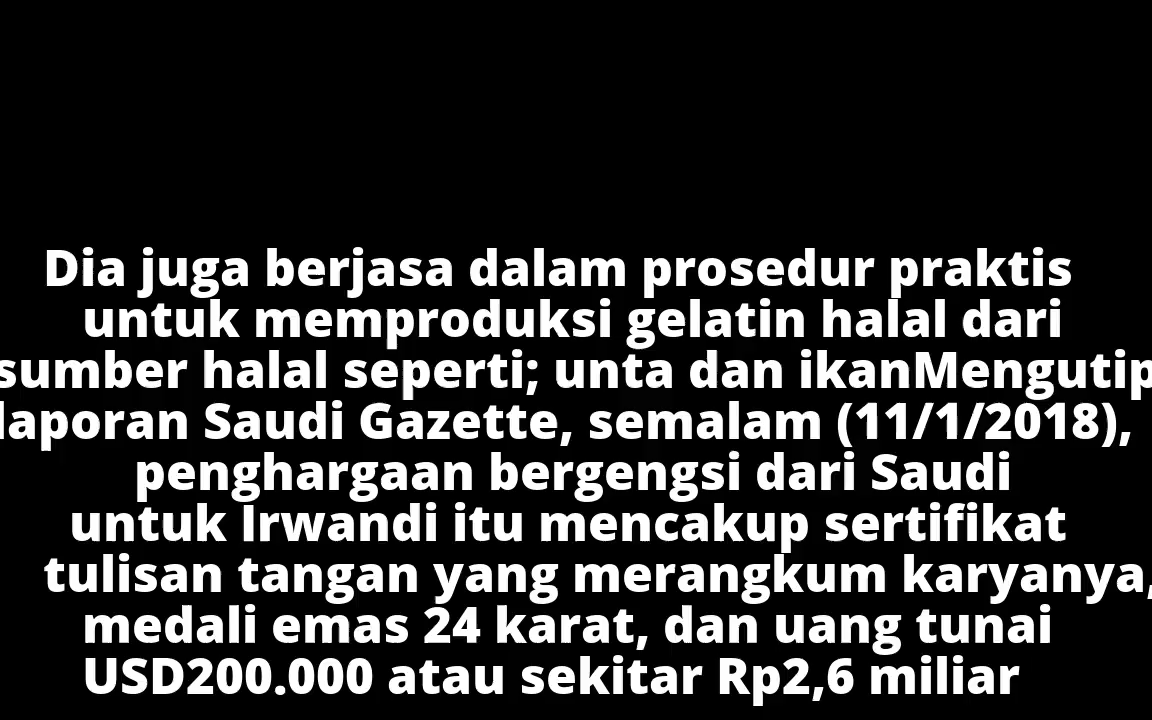 Dia juga berjasa dalam prosedur praktis
untuk memproduksi gelatin halal dari
sumber halal seperti; unta dan ikanMengutip
laporan Saudi Gazette, semalam (11/1/2018),
penghargaan bergengsi dari Saudi
untuk Irwandi itu mencakup sertifikat
tulisan tangan yang merangkum karyanya,
medali emas 24 karat, dan uang tunai
USD200.000 atau sekitar Rp2,6 miliar